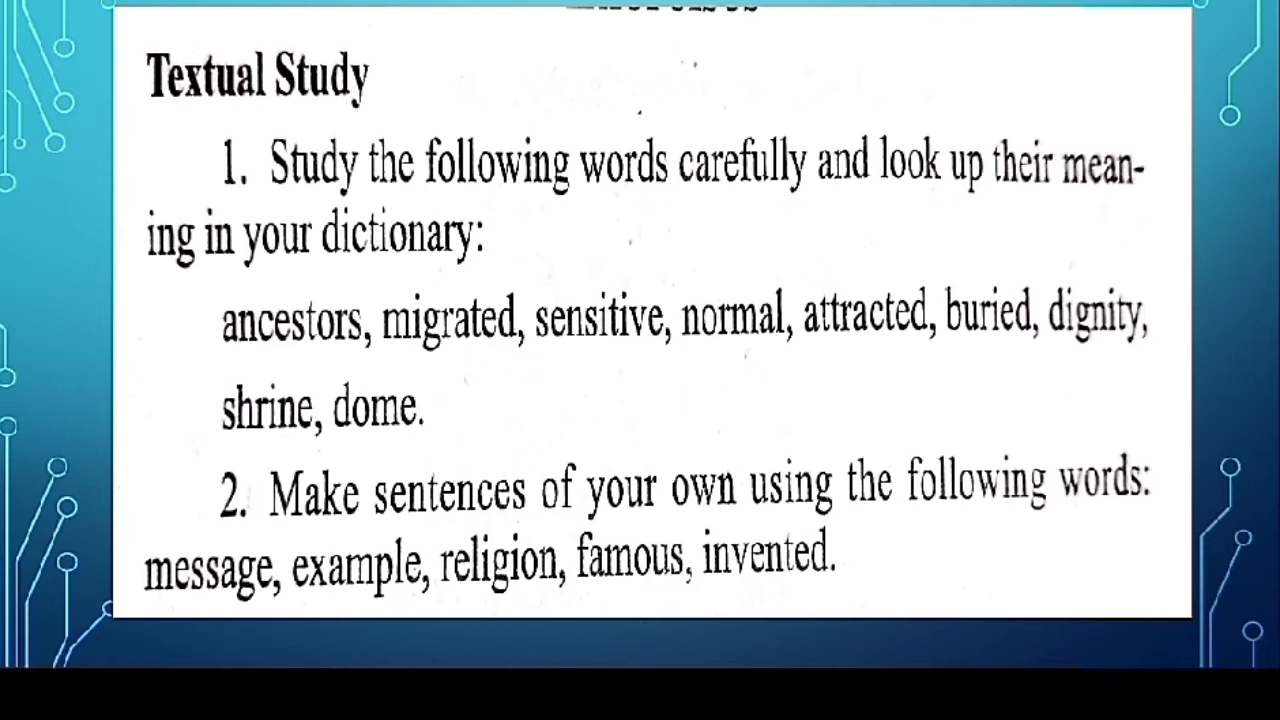 Textual Study
1. Study the following words carefully and look up their mean-
ing in your dictionary:
ancestors, migrated, sensitive, normal, attracted, buried, dignity,
shrine, dome.
2. Make sentences of your own using the following words:
message, example, religion, famous, invented.